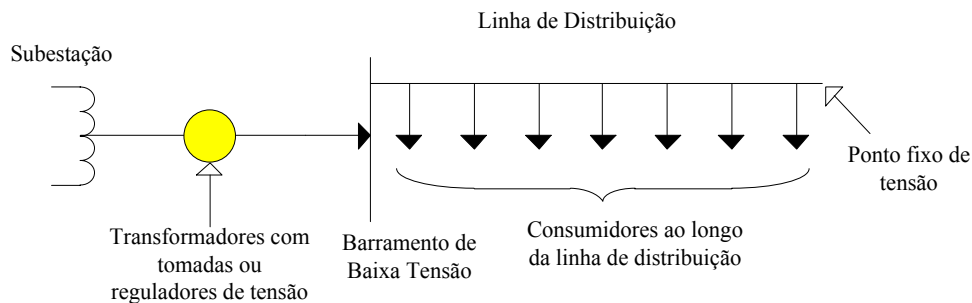 Linha de Distribuição
Subestação
Ponto fixo de
tensão
Transformadores com
tomadas ou
reguladores de tensão
Barramento de
Baixa Tensão
Consumidores ao longo
da linha de distribuição